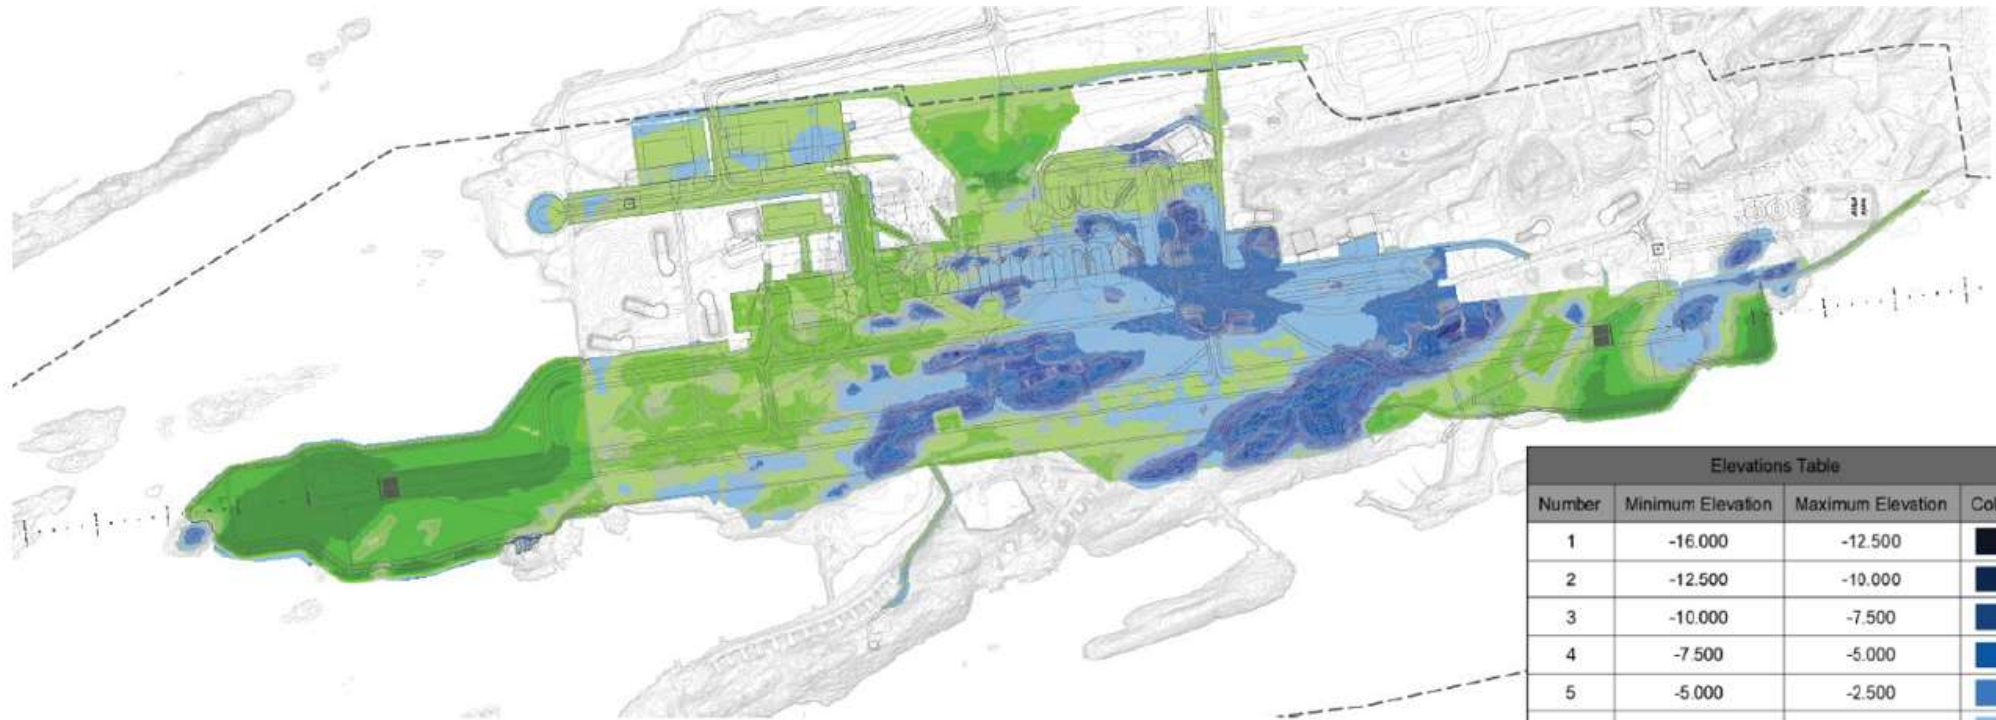 Elevations Table
Number Minimum Elevation Maximum Elevation Col
1 -16.000 -12.500
2 -12.500 -10.000
3 -10.000 -7.500
4 -7.500 -5.000
5 -5.000 -2.500